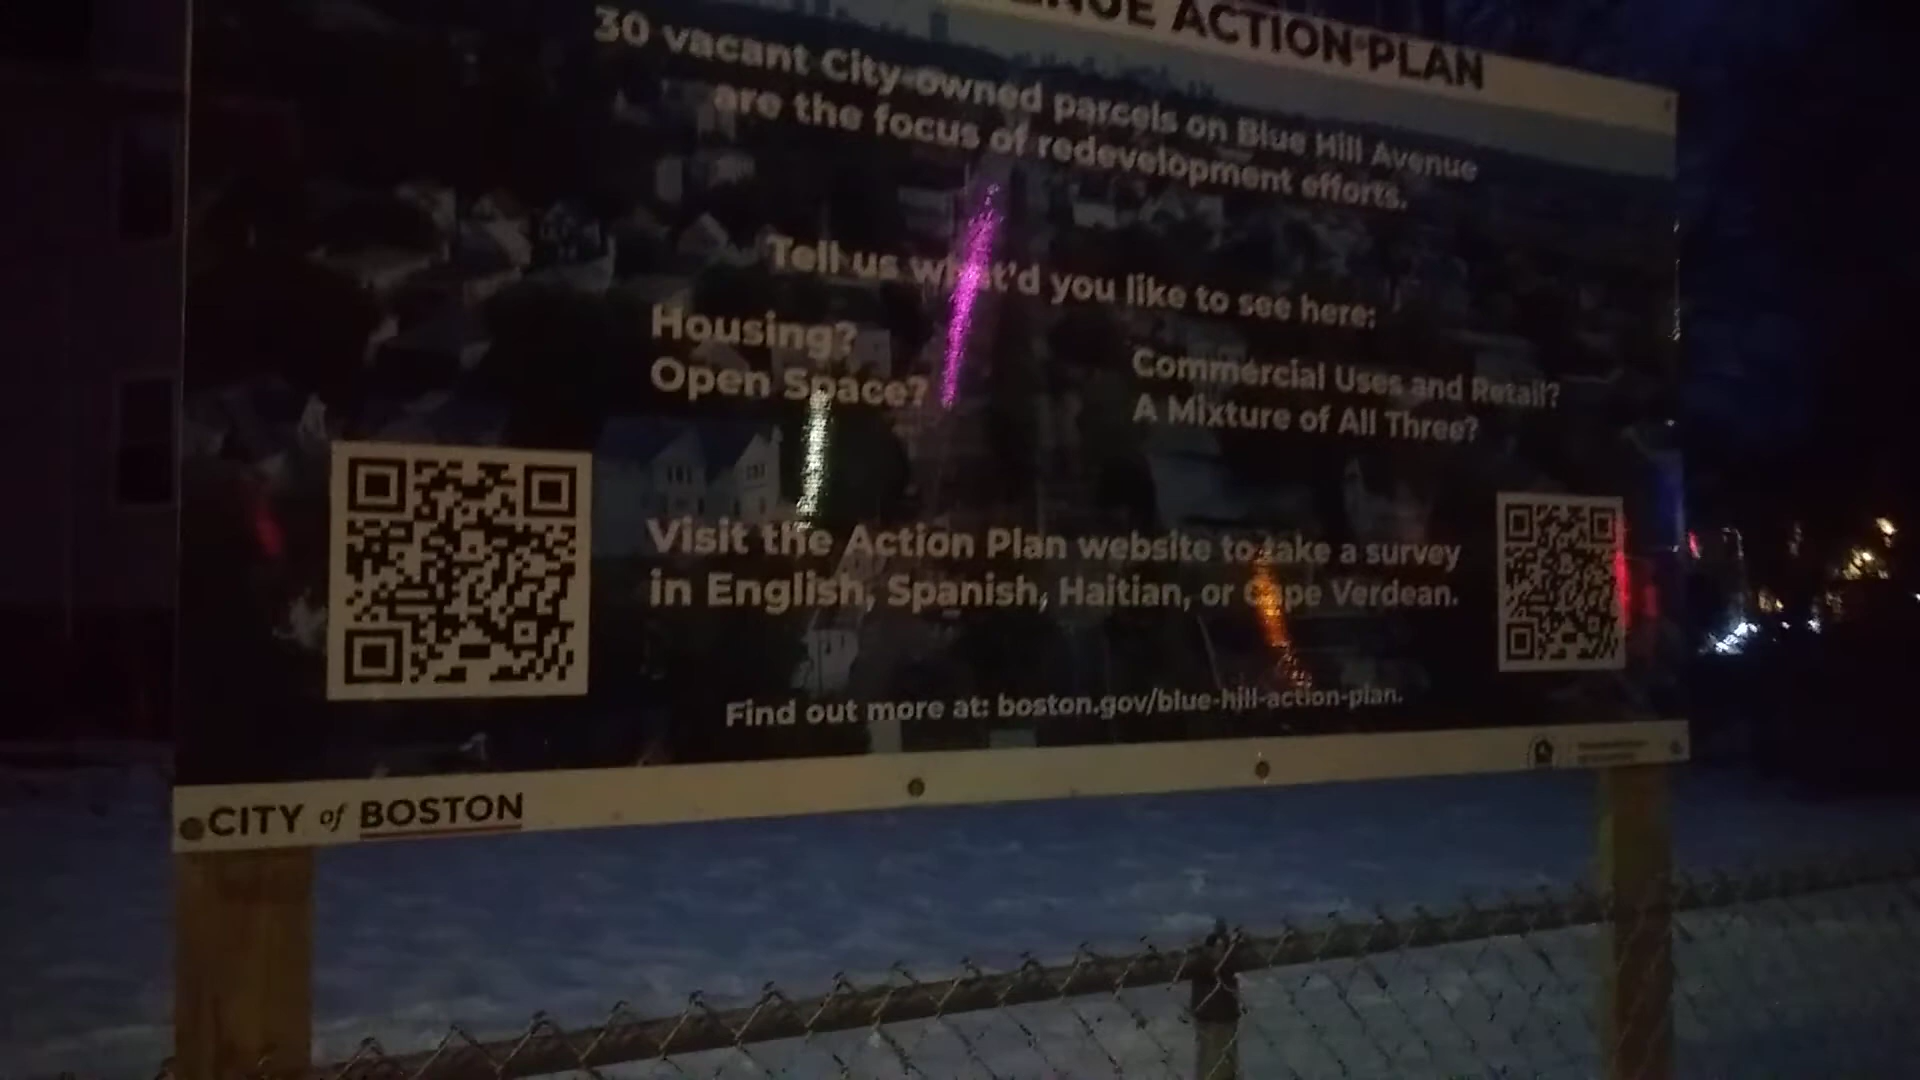 ENUE ACTION PLAN
30 vacant City-owned parcels on Blue Hill Avenue
are the focus of redevelopment efforts.
Tell us what'd you like to see here:
Housing?
Open Space?
Commercial Uses and Retail?
A Mixture of All Three?
Visit the Action Plan website to take a survey
in English, Spanish, Haitian, or Cape Verdean.
Find out more at: boston.gov/blue-hill-action-plan.
CITY of BOSTON